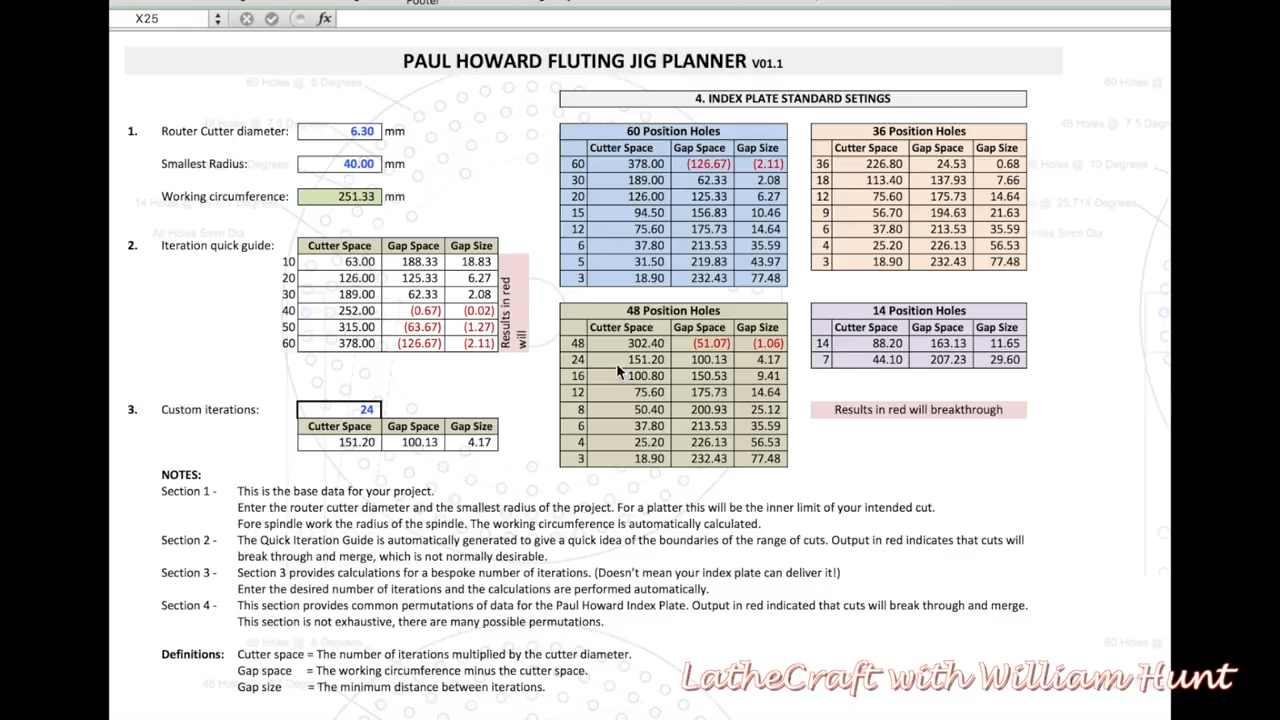 Footer
X25
fx
PAUL HOWARD FLUTING JIG PLANNER V01.1
1. Router Cutter diameter: 6.30 mm
Smallest Radius: 40.00 mm
Working circumference: 251.33 mm
2. Iteration quick guide: Cutter Space Gap Space Gap Size
10 63.00 188.33 18.83
20 126.00 125.33 6.27
30 189.00 62.33 2.08
40 252.00 (0.67) (0.02)
50 315.00 (63.67) (1.27)
60 378.00 (126.67) (2.11)
Results in red
will
3. Custom iterations: 24
Cutter Space Gap Space Gap Size
151.20 100.13 4.17
4. INDEX PLATE STANDARD SETINGS
60 Position Holes
Cutter Space Gap Space Gap Size
60 378.00 (126.67) (2.11)
30 189.00 62.33 2.08
20 126.00 125.33 6.27
15 94.50 156.83 10.46
12 75.60 175.73 14.64
6 37.80 213.53 35.59
5 31.50 219.83 43.97
3 18.90 232.43 77.48
36 Position Holes
Cutter Space Gap Space Gap Size
36 226.80 24.53 0.68
18 113.40 137.93 7.66
12 75.60 175.73 14.64
9 56.70 194.63 21.63
6 37.80 213.53 35.59
4 25.20 226.13 56.53
3 18.90 232.43 77.48
48 Position Holes
Cutter Space Gap Space Gap Size
48 302.40 (51.07) (1.06)
24 151.20 100.13 4.17
16 100.80 150.53 9.41
12 75.60 175.73 14.64
8 50.40 200.93 25.12
6 37.80 213.53 35.59
4 25.20 226.13 56.53
3 18.90 232.43 77.48
14 Position Holes
Cutter Space Gap Space Gap Size
14 88.20 163.13 11.65
7 44.10 207.23 29.60
Results in red will breakthrough
NOTES:
Section 1 - This is the base data for your project.
Enter the router cutter diameter and the smallest radius of the project. For a platter this will be the inner limit of your intended cut.
Fore spindle work the radius of the spindle. The working circumference is automatically calculated.
Section 2 - The Quick Iteration Guide is automatically generated to give a quick idea of the boundaries of the range of cuts. Output in red indicates that cuts will
break through and merge, which is not normally desirable.
Section 3 - Section 3 provides calculations for a bespoke number of iterations. (Doesn't mean your index plate can deliver it!)
Enter the desired number of iterations and the calculations are performed automatically.
Section 4 - This section provides common permutations of data for the Paul Howard Index Plate. Output in red indicated that cuts will break through and merge.
This section is not exhaustive, there are many possible permutations.
Definitions: Cutter space = The number of iterations multiplied by the cutter diameter.
Gap space = The working circumference minus the cutter space.
Gap size = The minimum distance between iterations.
LatheCraft with William Hunt